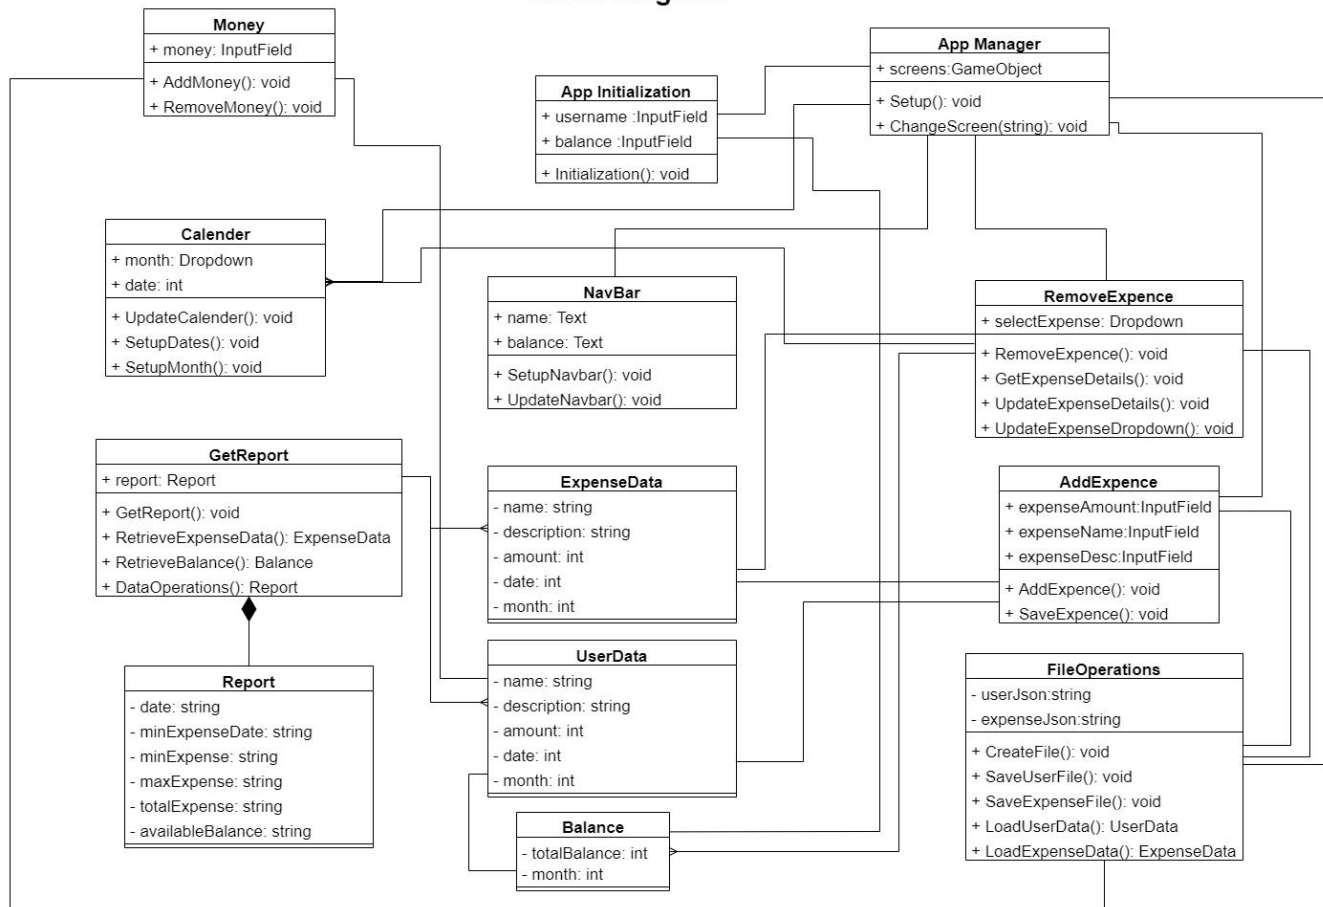 Money
+ money: InputField
+ AddMoney(): void
+ RemoveMoney(): void
App Initialization
+ username :InputField
+ balance :InputField
+ Initialization(): void
App Manager
+ screens:GameObject
+ Setup(): void
+ ChangeScreen(string): void
Calender
+ month: Dropdown
+ date: int
+ UpdateCalender(): void
+ SetupDates(): void
+ SetupMonth(): void
NavBar
+ name: Text
+ balance: Text
+ SetupNavbar(): void
+ UpdateNavbar(): void
RemoveExpence
+ selectExpense: Dropdown
+ RemoveExpence(): void
+ GetExpenseDetails(): void
+ UpdateExpenseDetails(): void
+ UpdateExpenseDropdown(): void
GetReport
+ report: Report
+ GetReport(): void
+ RetrieveExpenseData(): ExpenseData
+ RetrieveBalance(): Balance
+ DataOperations(): Report
ExpenseData
- name: string
- description: string
- amount: int
- date: int
- month: int
AddExpence
+ expenseAmount:InputField
+ expenseName:InputField
+ expenseDesc:InputField
+ AddExpence(): void
+ SaveExpence(): void
Report
- date: string
- minExpenseDate: string
- minExpense: string
- maxExpense: string
- totalExpense: string
- availableBalance: string
UserData
- name: string
- description: string
- amount: int
- date: int
- month: int
FileOperations
- userJson:string
- expenseJson:string
+ CreateFile(): void
+ SaveUserFile(): void
+ SaveExpenseFile(): void
+ LoadUserData(): UserData
+ LoadExpenseData(): ExpenseData
Balance
- totalBalance: int
- month: int